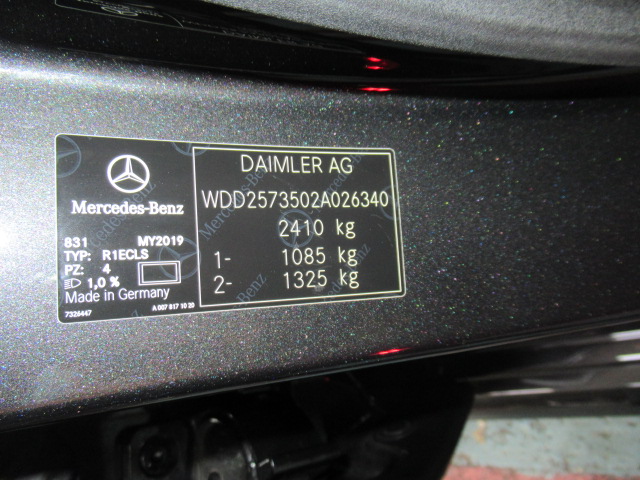 DAIMLER AG
WDD2573502A026340
2410 kg
1- 1085 kg
2- 1325 kg
Mercedes-Benz
831 MY2019
TYP: R1ECLS
PZ: 4
1,0 %
Made in Germany
7326447 A 007 817 10 20